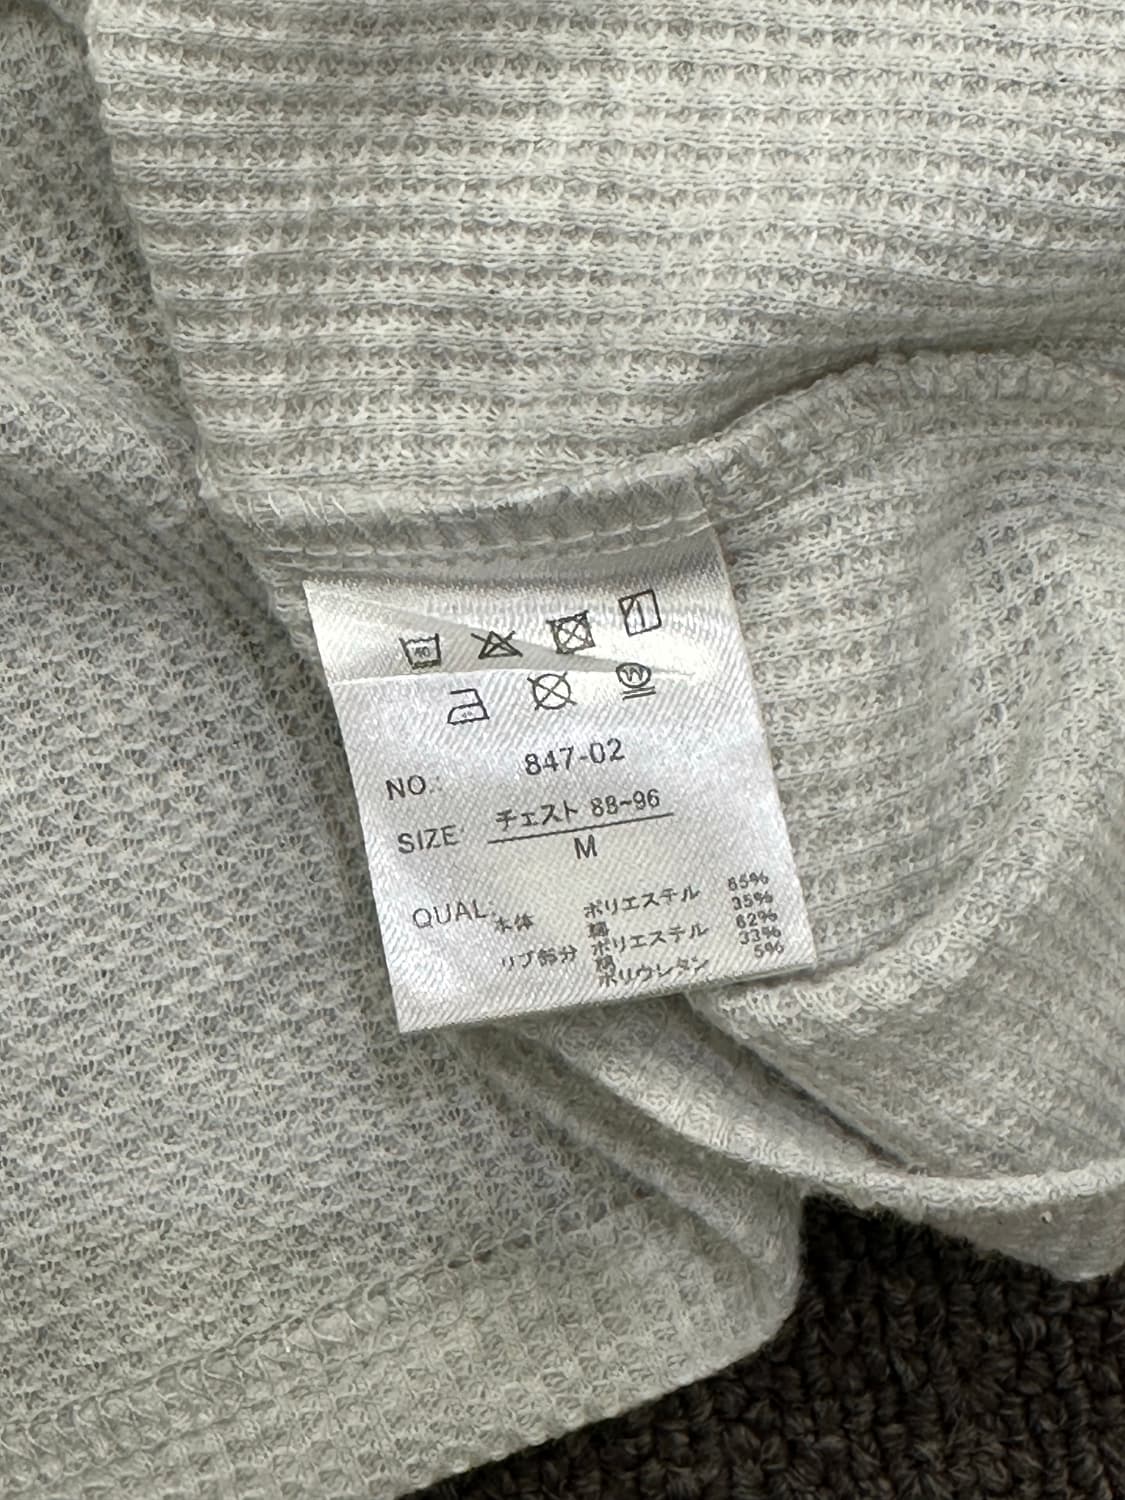 40
W
NO.: 847-02
SIZE: チェスト 88~96
M
QUAL: 本体 ポリエステル 65%
綿 35%
リブ部分 ポリエステル 62%
綿 33%
ポリウレタン 5%